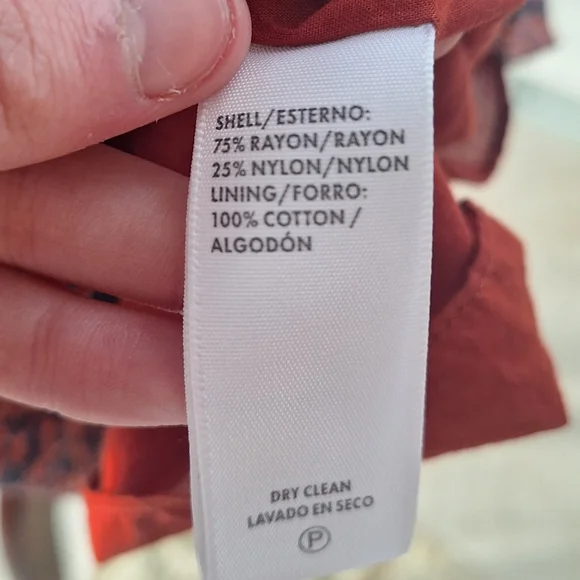 SHELL/ESTERNO:
75% RAYON/RAYON
25% NYLON/NYLON
LINING/FORRO:
100% COTTON/
ALGODÓN
DRY CLEAN
LAVADO EN SECO
P